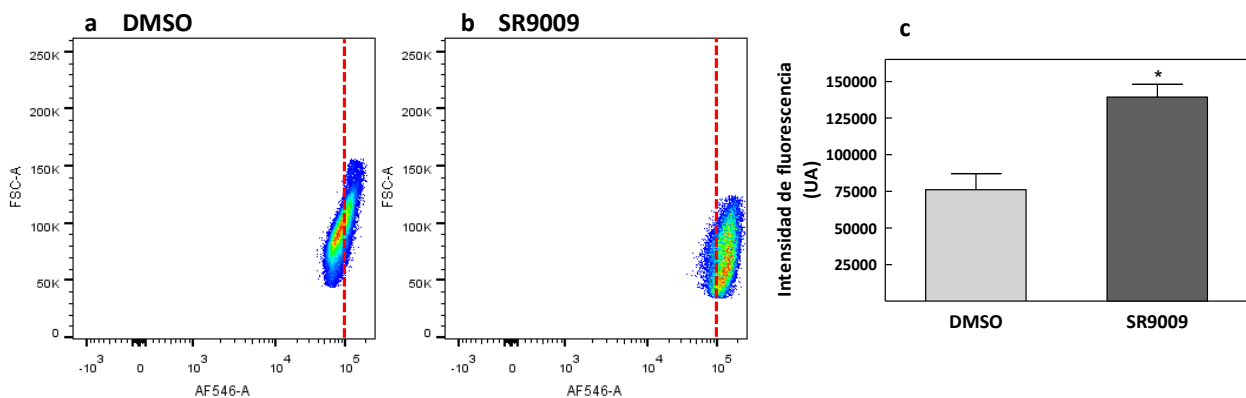 a DMSO
250K
200K
150K
100K
50K
0
FSC-A
-10³ 0 10³ 10⁴ 10⁵
AF546-A
b SR9009
250K
200K
150K
100K
50K
0
FSC-A
-10³ 0 10³ 10⁴ 10⁵
AF546-A
c
Intensidad de fluorescencia
(UA)
150000
125000
100000
75000
50000
25000
*
DMSO SR9009